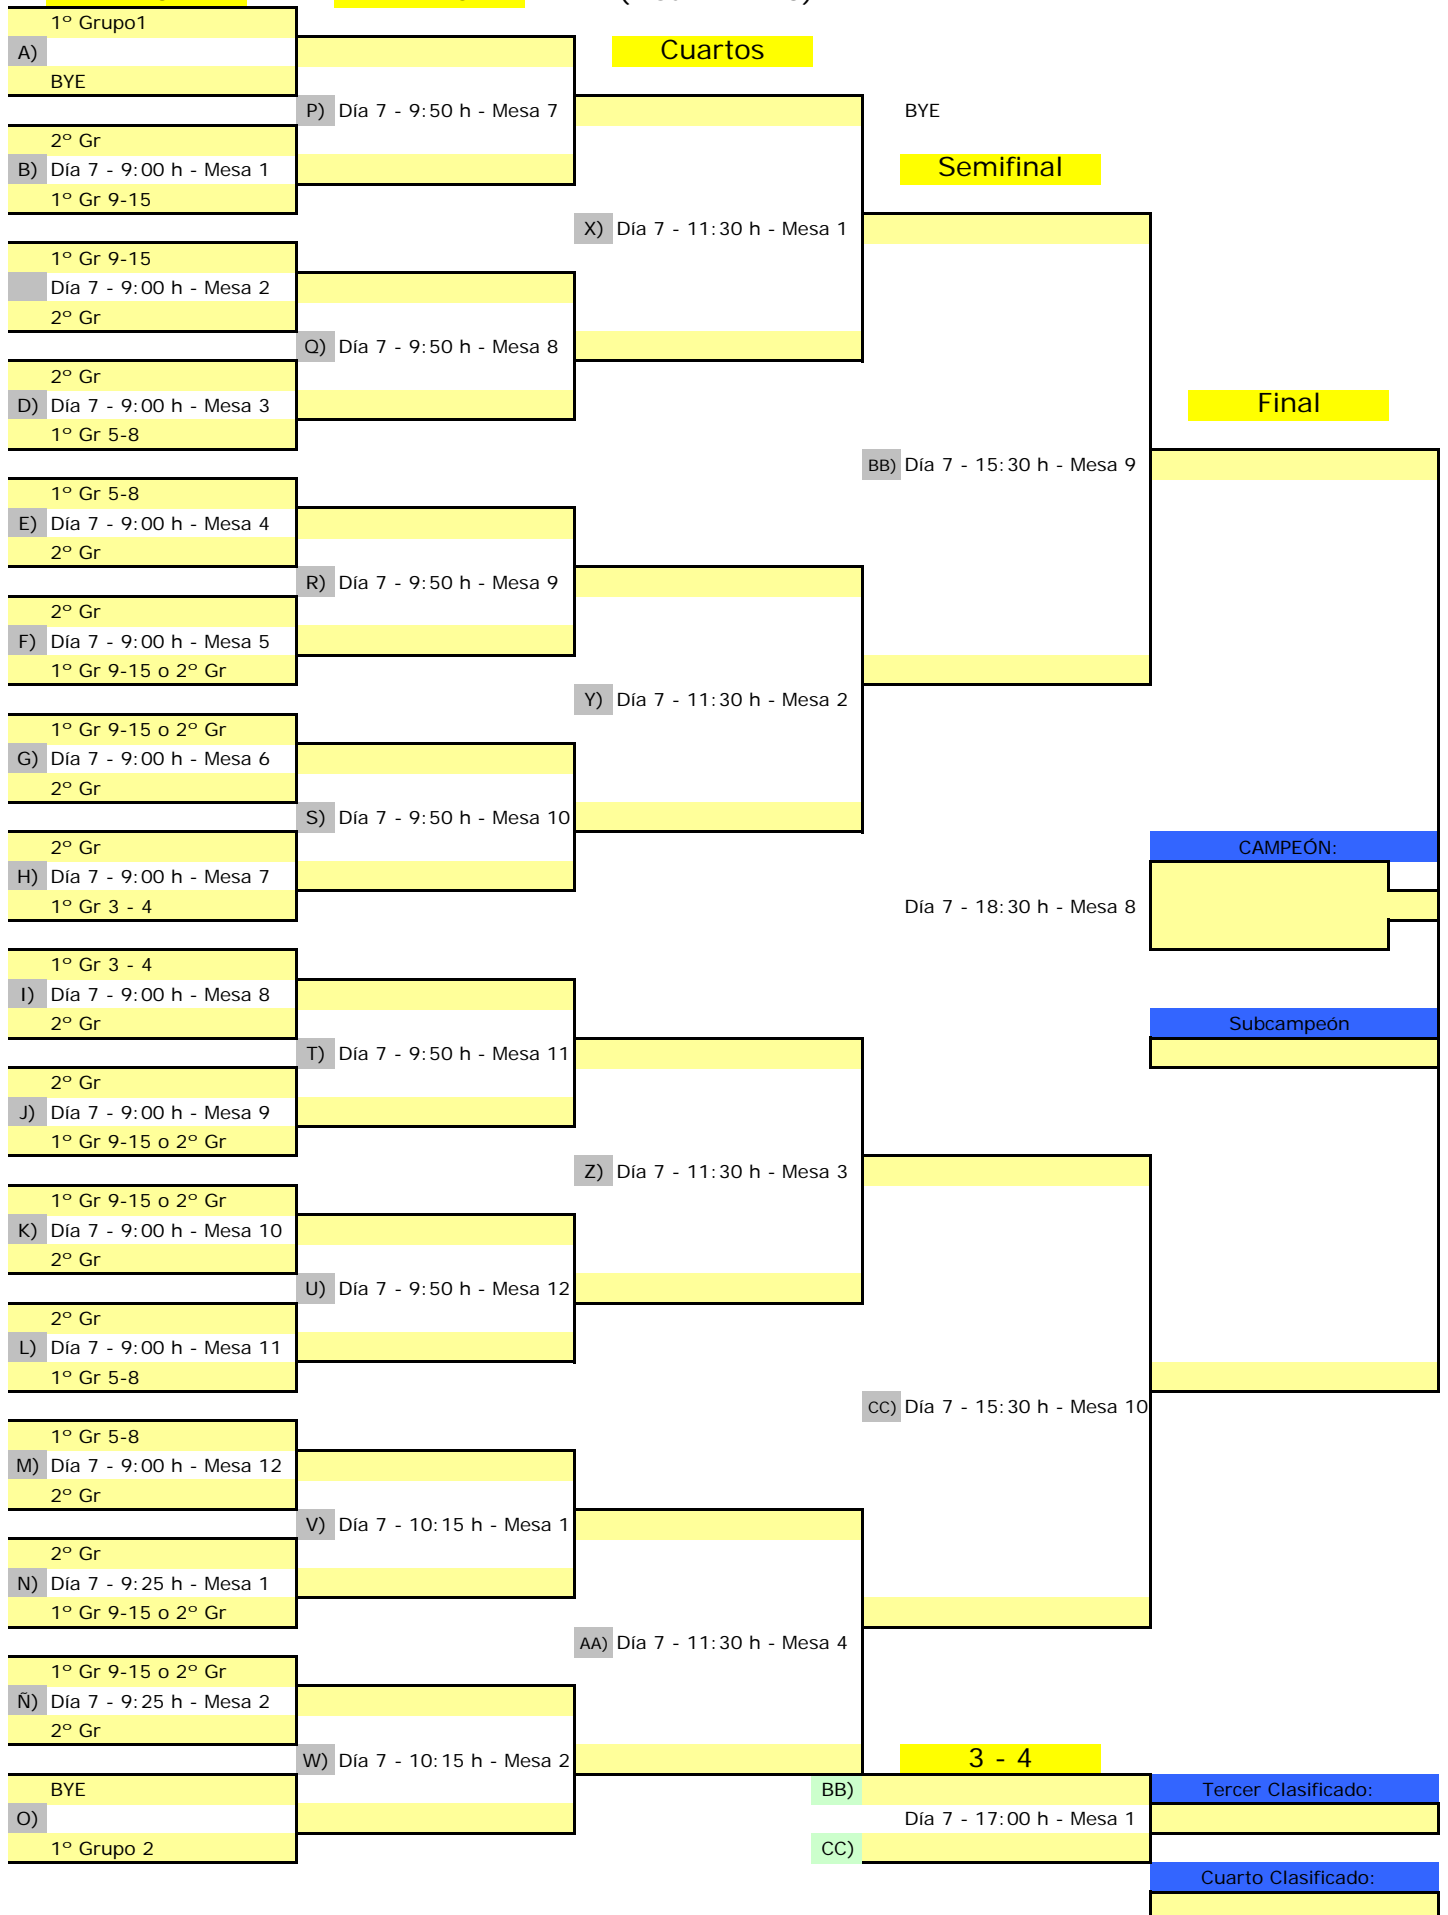 1º Grupo1
A)
Cuartos
BYE
P) Día 7 - 9:50 h - Mesa 7
BYE
2º Gr
B) Día 7 - 9:00 h - Mesa 1
Semifinal
1º Gr 9-15
X) Día 7 - 11:30 h - Mesa 1
1º Gr 9-15
Día 7 - 9:00 h - Mesa 2
2º Gr
Q) Día 7 - 9:50 h - Mesa 8
2º Gr
D) Día 7 - 9:00 h - Mesa 3
Final
1º Gr 5-8
BB) Día 7 - 15:30 h - Mesa 9
1º Gr 5-8
E) Día 7 - 9:00 h - Mesa 4
2º Gr
R) Día 7 - 9:50 h - Mesa 9
2º Gr
F) Día 7 - 9:00 h - Mesa 5
1º Gr 9-15 o 2º Gr
Y) Día 7 - 11:30 h - Mesa 2
1º Gr 9-15 o 2º Gr
G) Día 7 - 9:00 h - Mesa 6
2º Gr
S) Día 7 - 9:50 h - Mesa 10
2º Gr
CAMPEÓN:
H) Día 7 - 9:00 h - Mesa 7
1º Gr 3 - 4
Día 7 - 18:30 h - Mesa 8
1º Gr 3 - 4
I) Día 7 - 9:00 h - Mesa 8
2º Gr
Subcampeón
T) Día 7 - 9:50 h - Mesa 11
2º Gr
J) Día 7 - 9:00 h - Mesa 9
1º Gr 9-15 o 2º Gr
Z) Día 7 - 11:30 h - Mesa 3
1º Gr 9-15 o 2º Gr
K) Día 7 - 9:00 h - Mesa 10
2º Gr
U) Día 7 - 9:50 h - Mesa 12
2º Gr
L) Día 7 - 9:00 h - Mesa 11
1º Gr 5-8
CC) Día 7 - 15:30 h - Mesa 10
1º Gr 5-8
M) Día 7 - 9:00 h - Mesa 12
2º Gr
V) Día 7 - 10:15 h - Mesa 1
2º Gr
N) Día 7 - 9:25 h - Mesa 1
1º Gr 9-15 o 2º Gr
AA) Día 7 - 11:30 h - Mesa 4
1º Gr 9-15 o 2º Gr
Ñ) Día 7 - 9:25 h - Mesa 2
2º Gr
W) Día 7 - 10:15 h - Mesa 2
3 - 4
BYE
BB)
Tercer Clasificado:
O)
Día 7 - 17:00 h - Mesa 1
1º Grupo 2
CC)
Cuarto Clasificado: